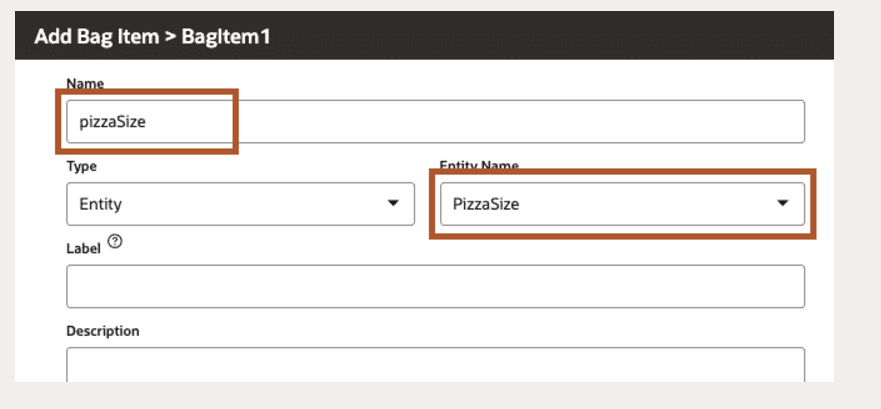 Add Bag Item > BagItem1
Name
pizzaSize
Type Entity Name
Entity PizzaSize
Label ?
Description